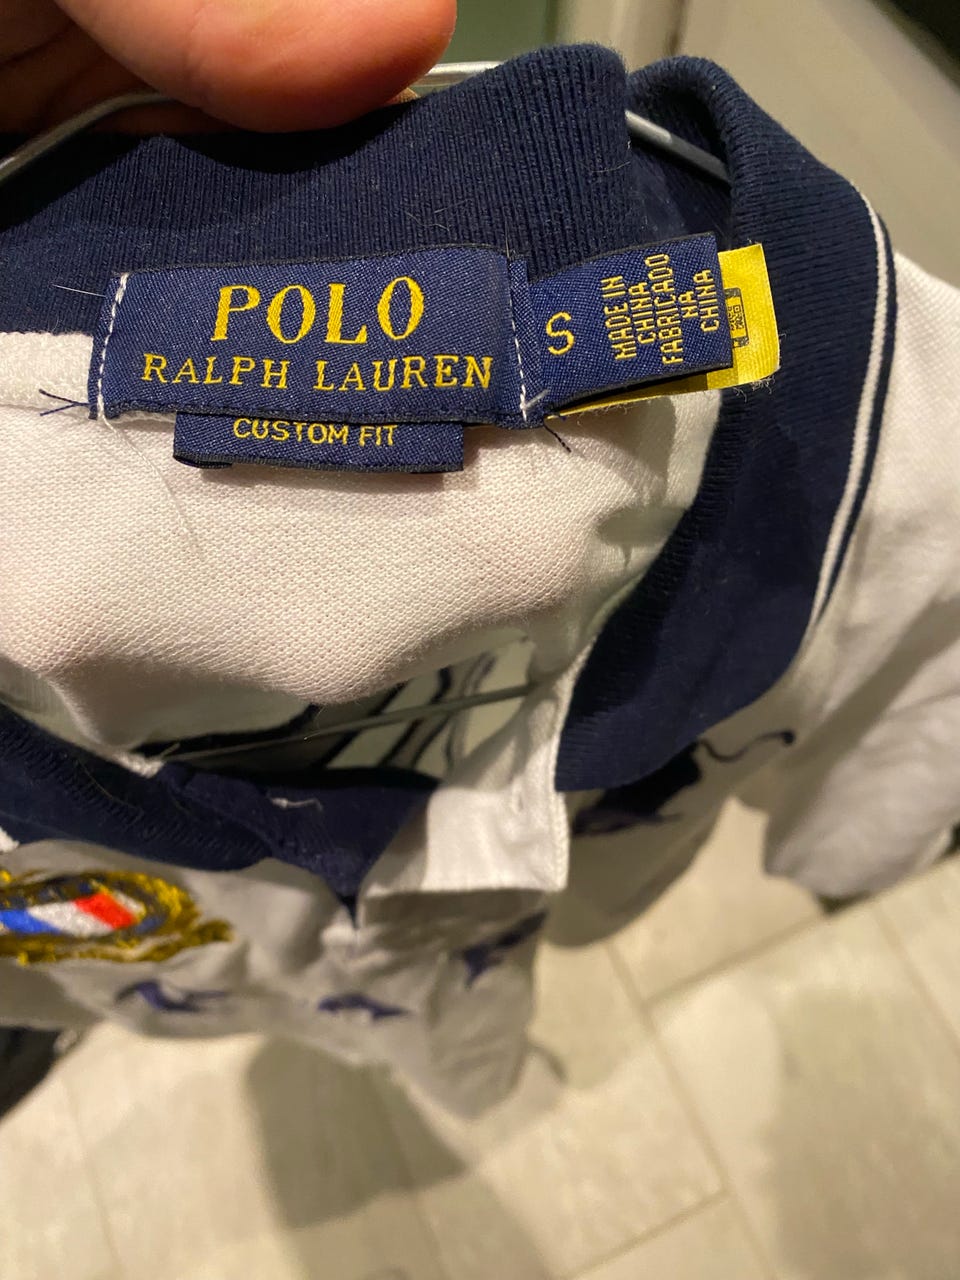 POLO
RALPH LAUREN
CUSTOM FIT
S
MADE IN
CHINA
FABRICADO
NA
CHINA